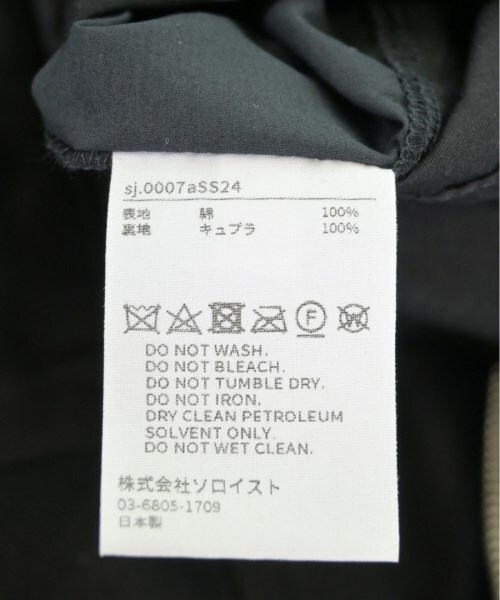 sj.0007aSS24
表地 綿 100%
裏地 キュプラ 100%
F W
DO NOT WASH.
DO NOT BLEACH.
DO NOT TUMBLE DRY.
DO NOT IRON.
DRY CLEAN PETROLEUM
SOLVENT ONLY.
DO NOT WET CLEAN.
株式会社ソロイスト
03-6805-1709
日本製